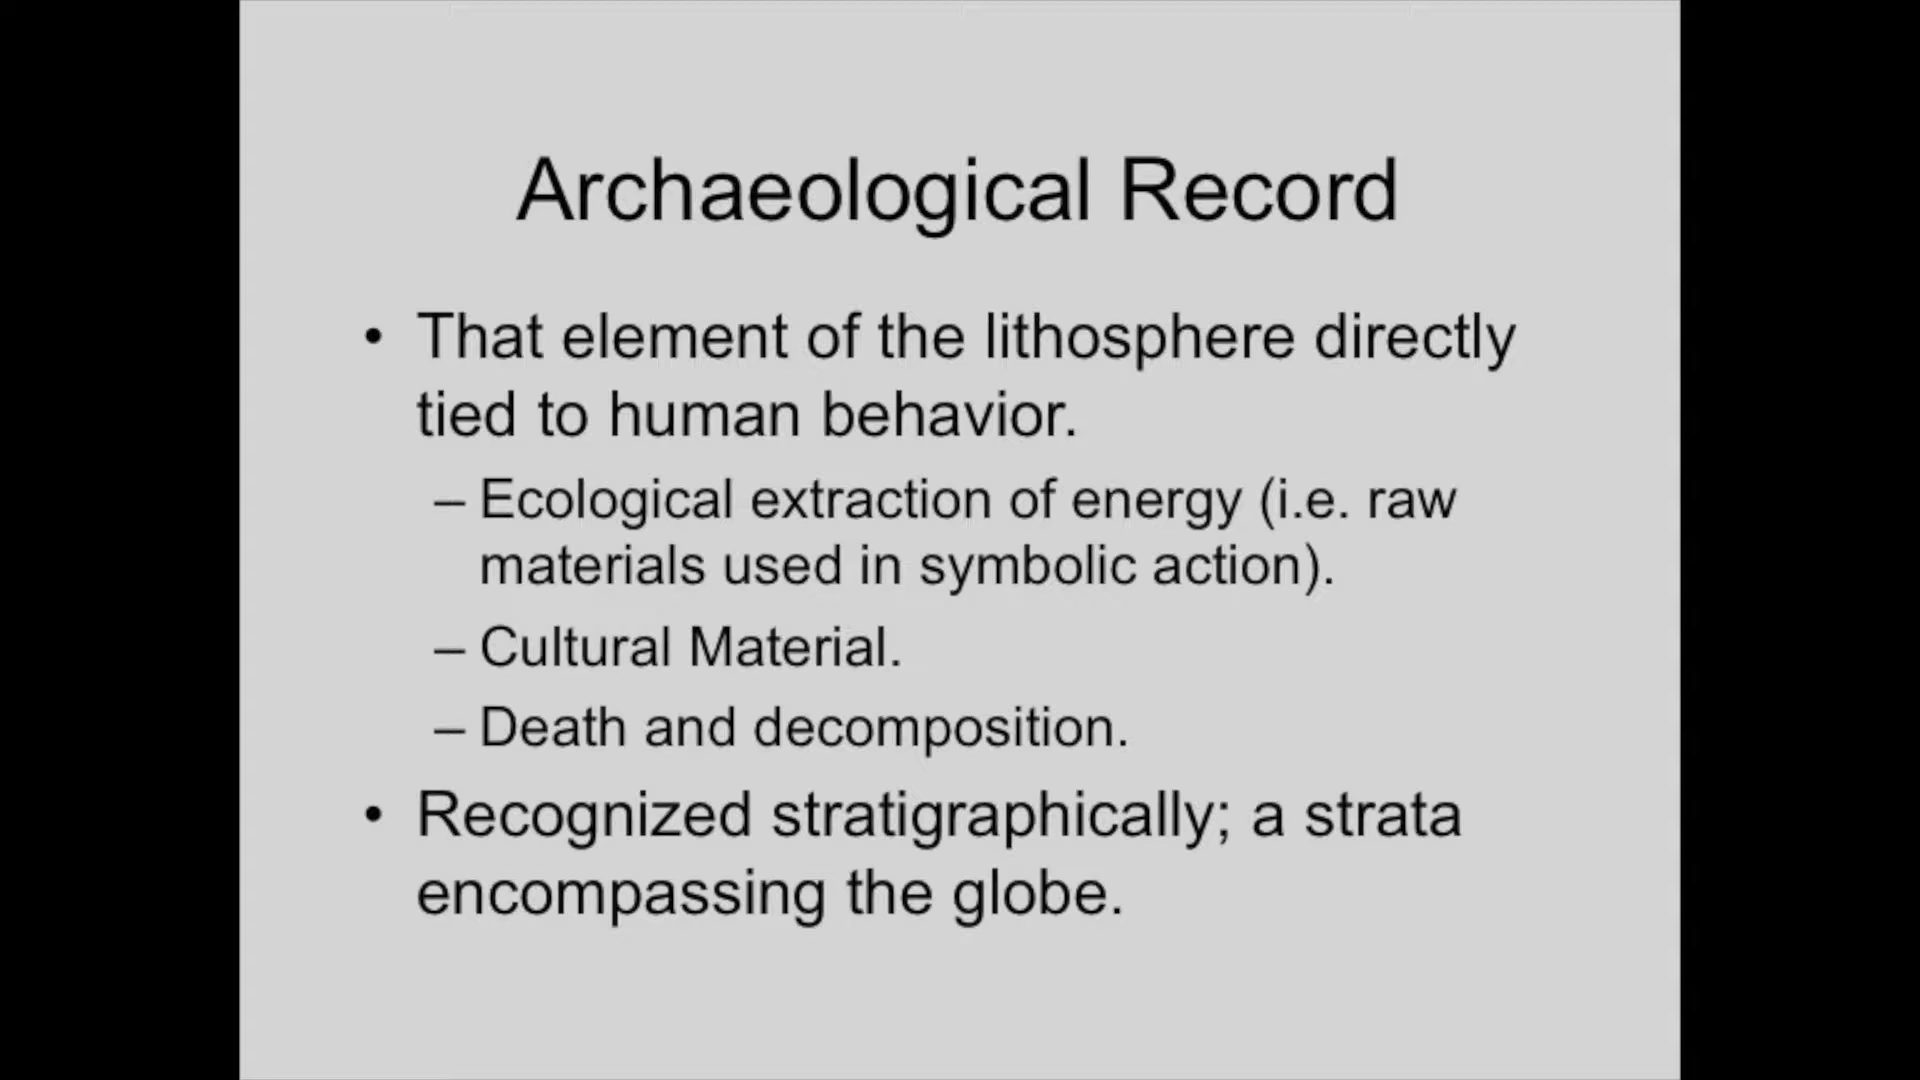 Archaeological Record
• That element of the lithosphere directly
tied to human behavior.
– Ecological extraction of energy (i.e. raw
materials used in symbolic action).
– Cultural Material.
– Death and decomposition.
• Recognized stratigraphically; a strata
encompassing the globe.